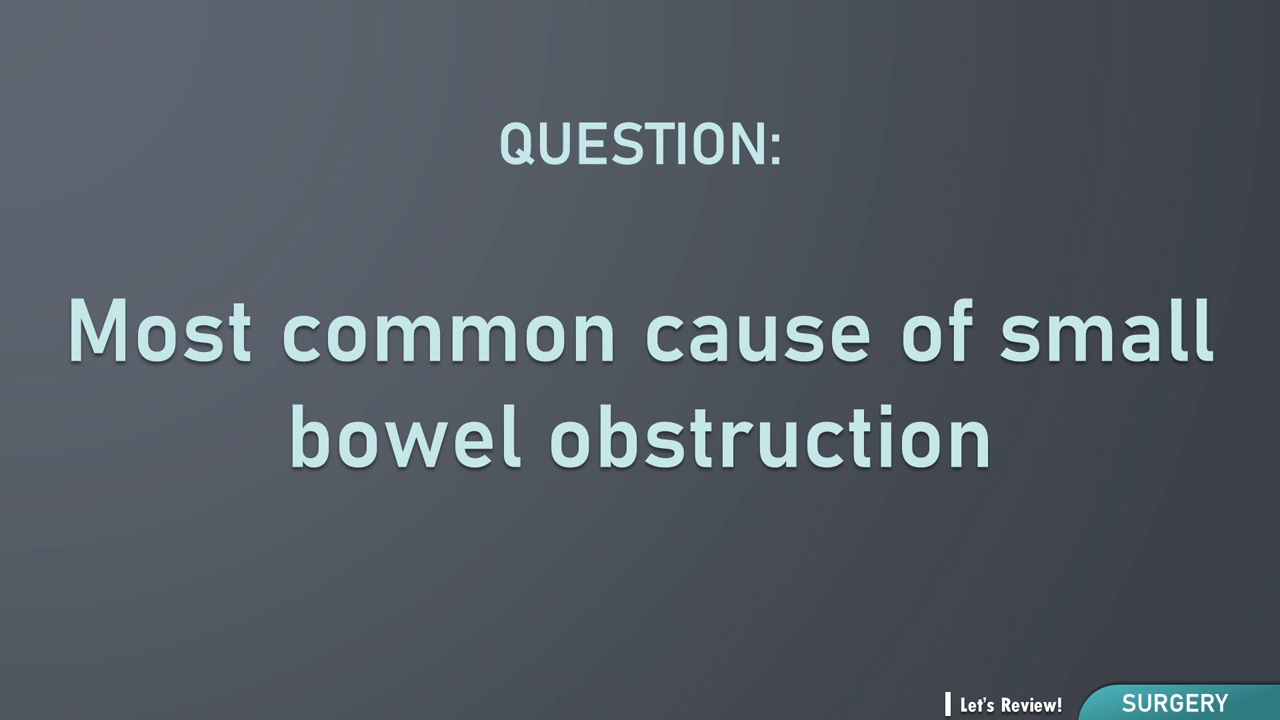 QUESTION:
Most common cause of small
bowel obstruction
Let's Review!
SURGERY